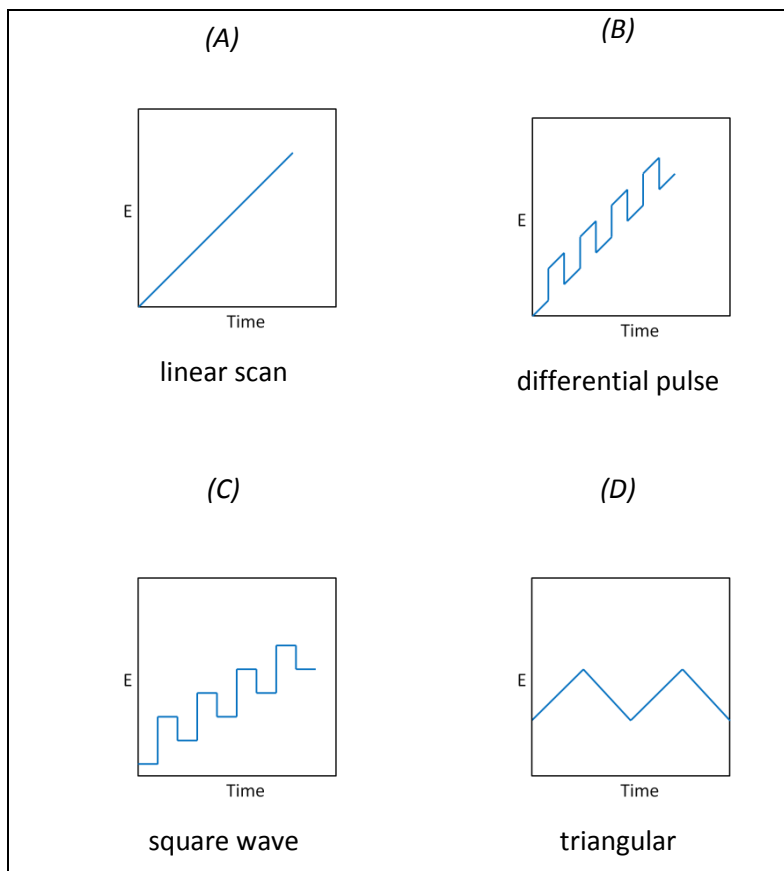 (A)
(B)
E
Time
linear scan
E
Time
differential pulse
(C)
(D)
E
Time
square wave
E
Time
triangular